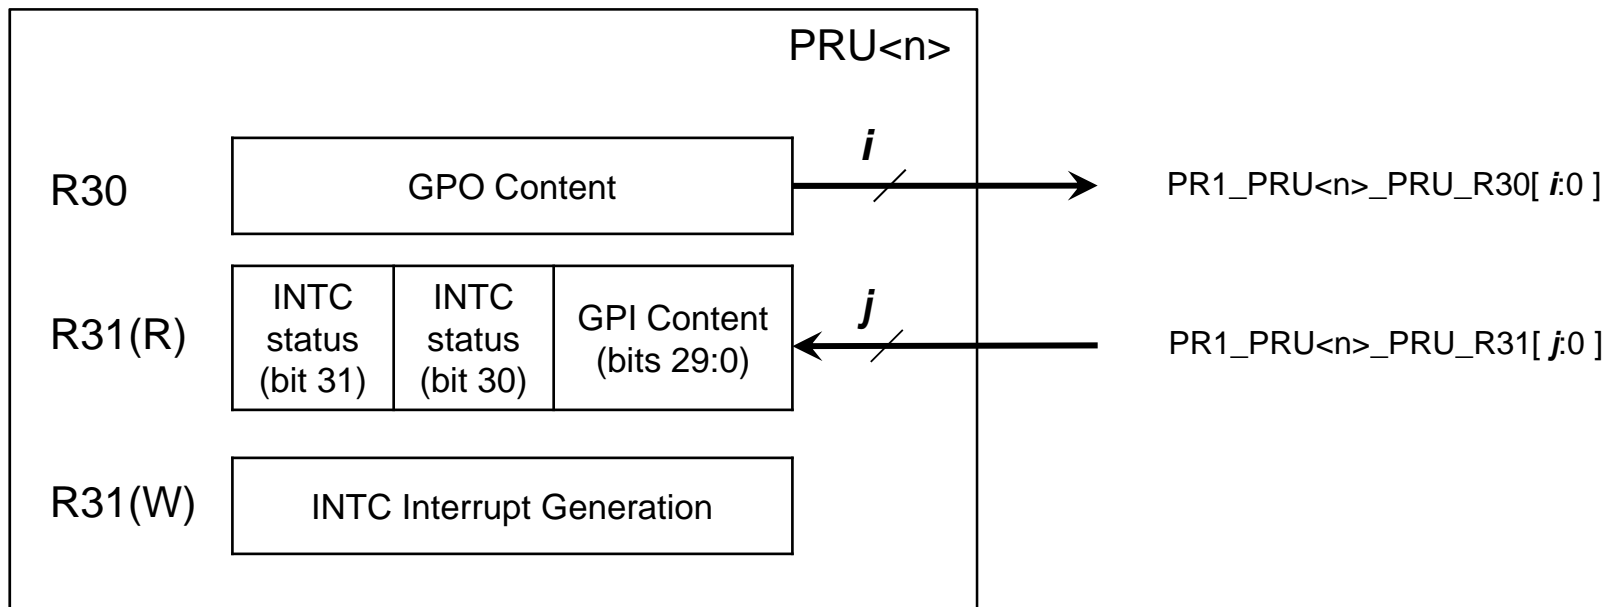 PRU<n>
R30
GPO Content
i
PR1_PRU<n>_PRU_R30[ i:0 ]
R31(R)
INTC
status
(bit 31)
INTC
status
(bit 30)
GPI Content
(bits 29:0)
j
PR1_PRU<n>_PRU_R31[ j:0 ]
R31(W)
INTC Interrupt Generation